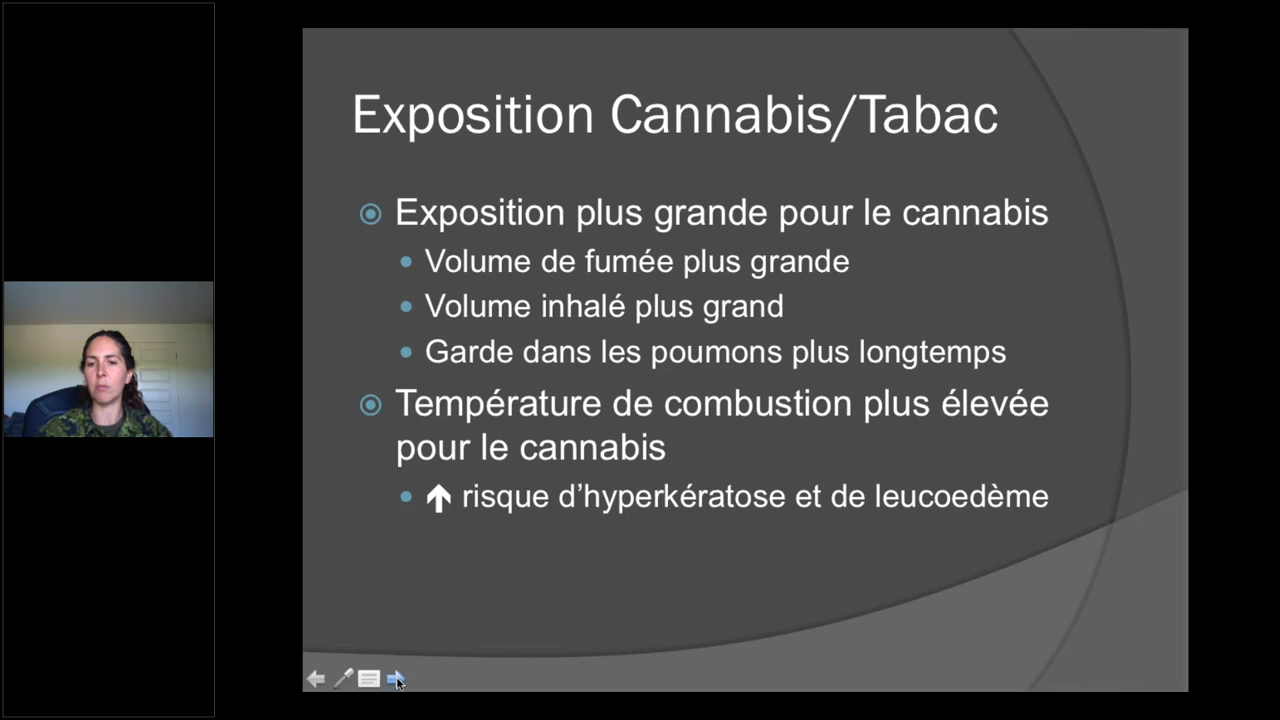 Exposition Cannabis/Tabac
Exposition plus grande pour le cannabis
Volume de fumée plus grande
Volume inhalé plus grand
Garde dans les poumons plus longtemps
Température de combustion plus élevée
pour le cannabis
risque d’hyperkératose et de leucoedème